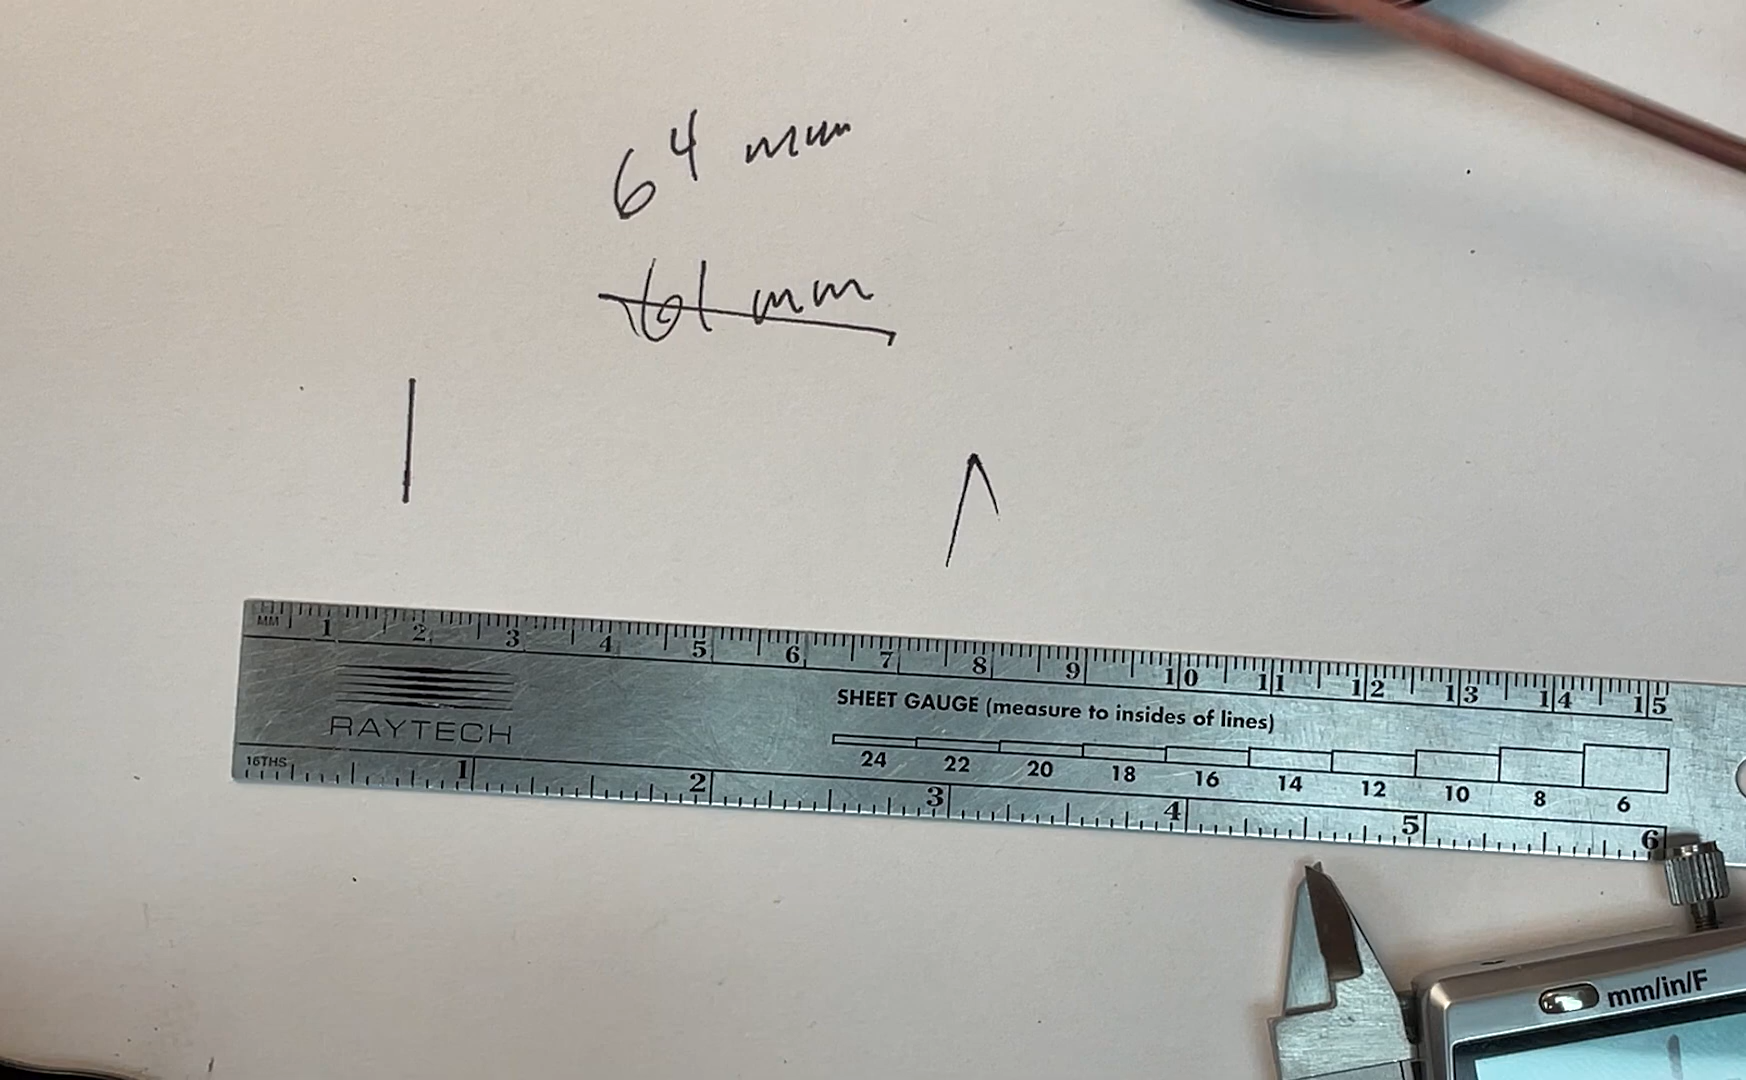 64 mm
61 mm
MM 1 2 3 4 5 6 7 8 9 10 11 12 13 14 15
SHEET GAUGE (measure to insides of lines)
RAYTECH
24 22 20 18 16 14 12 10 8 6
16THS 1 2 3 4 5 6
mm/in/F